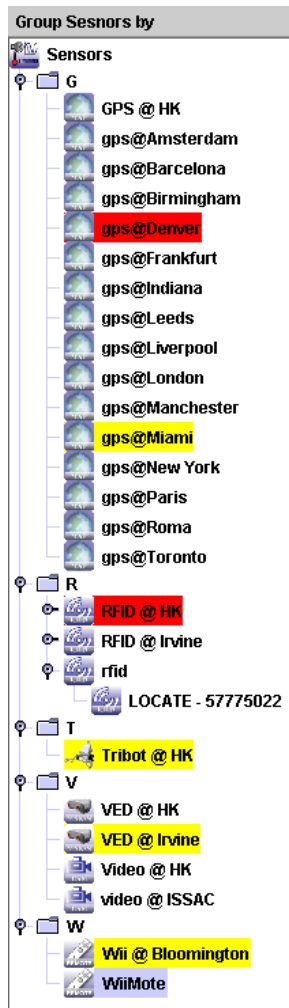 Group Sesnors by
Sensors
G
GPS @ HK
gps@Amsterdam
gps@Barcelona
gps@Birmingham
gps@Denver
gps@Frankfurt
gps@Indiana
gps@Leeds
gps@Liverpool
gps@London
gps@Manchester
gps@Miami
gps@New York
gps@Paris
gps@Roma
gps@Toronto
R
RFID @ HK
RFID @ Irvine
rfid
LOCATE - 57775022
T
Tribot @ HK
V
VED @ HK
VED @ Irvine
Video @ HK
video @ ISSAC
W
Wii @ Bloomington
WiiMote